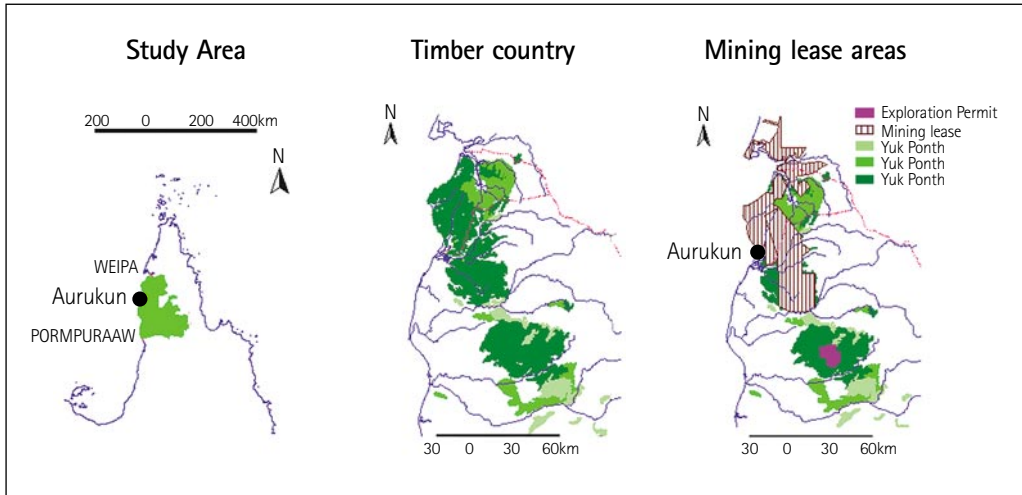 Study Area
200 0 200 400km
N
WEIPA
Aurukun
PORMPURAAW
Timber country
N
30 0 30 60km
Mining lease areas
N
Exploration Permit
Mining lease
Yuk Ponth
Yuk Ponth
Yuk Ponth
Aurukun
30 0 30 60km